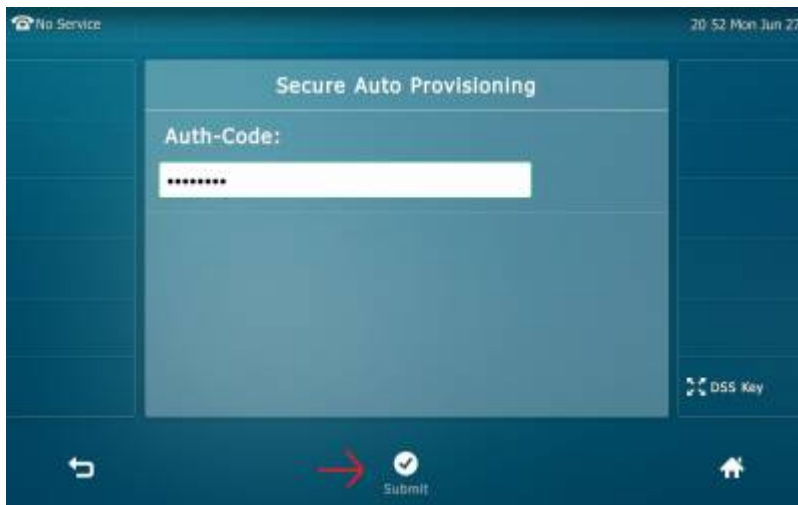 No Service
20 52 Mon Jun 27
Secure Auto Provisioning
Auth-Code:
••••••••
DSS Key
Submit